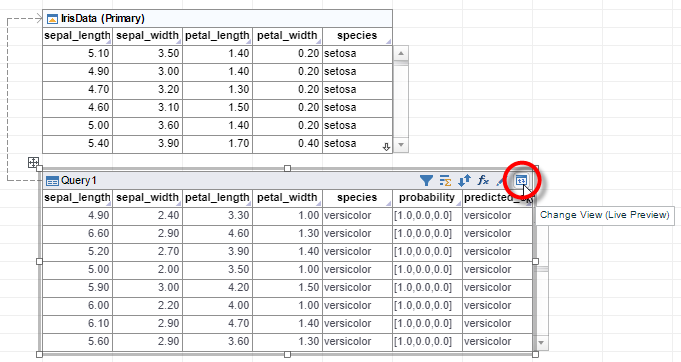 IrisData (Primary)
sepal_length sepal_width petal_length petal_width species
5.10 3.50 1.40 0.20 setosa
4.90 3.00 1.40 0.20 setosa
4.70 3.20 1.30 0.20 setosa
4.60 3.10 1.50 0.20 setosa
5.00 3.60 1.40 0.20 setosa
5.40 3.90 1.70 0.40 setosa
Query1
sepal_length sepal_width petal_length petal_width species probability predicted_
4.90 2.40 3.30 1.00 versicolor [1.0,0.0,0.0] versicolor
Change View (Live Preview)
6.60 2.90 4.60 1.30 versicolor [1.0,0.0,0.0] versicolor
5.20 2.70 3.90 1.40 versicolor [1.0,0.0,0.0] versicolor
5.00 2.00 3.50 1.00 versicolor [1.0,0.0,0.0] versicolor
5.90 3.00 4.20 1.50 versicolor [1.0,0.0,0.0] versicolor
6.00 2.20 4.00 1.00 versicolor [1.0,0.0,0.0] versicolor
6.10 2.90 4.70 1.40 versicolor [1.0,0.0,0.0] versicolor
5.60 2.90 3.60 1.30 versicolor [1.0,0.0,0.0] versicolor